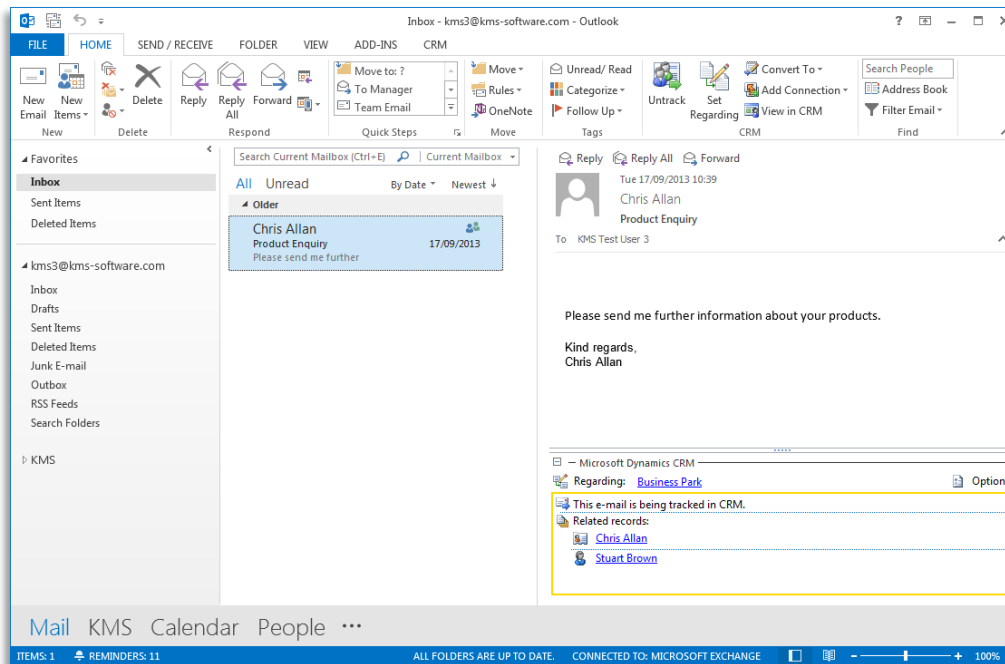 Inbox - kms3@kms-software.com - Outlook
FILE HOME SEND / RECEIVE FOLDER VIEW ADD-INS CRM
New Email
New Items
Delete
Reply
Reply All
Forward
Move to: ?
To Manager
Team Email
Move
Rules
OneNote
Unread/ Read
Categorize
Follow Up
Untrack
Set Regarding
Convert To
Add Connection
View in CRM
Search People
Address Book
Filter Email
New Delete Respond Quick Steps Move Tags CRM Find
Favorites
Inbox
Sent Items
Deleted Items
kms3@kms-software.com
Inbox
Drafts
Sent Items
Deleted Items
Junk E-mail
Outbox
RSS Feeds
Search Folders
KMS
Search Current Mailbox (Ctrl+E) Current Mailbox
All Unread By Date Newest
Older
Chris Allan
Product Enquiry 17/09/2013
Please send me further
Reply Reply All Forward
Tue 17/09/2013 10:39
Chris Allan
Product Enquiry
To KMS Test User 3
Please send me further information about your products.
Kind regards,
Chris Allan
Microsoft Dynamics CRM
Regarding: Business Park Option
This e-mail is being tracked in CRM.
Related records:
Chris Allan
Stuart Brown
Mail KMS Calendar People
ITEMS: 1 REMINDERS: 11 ALL FOLDERS ARE UP TO DATE. CONNECTED TO: MICROSOFT EXCHANGE 100%